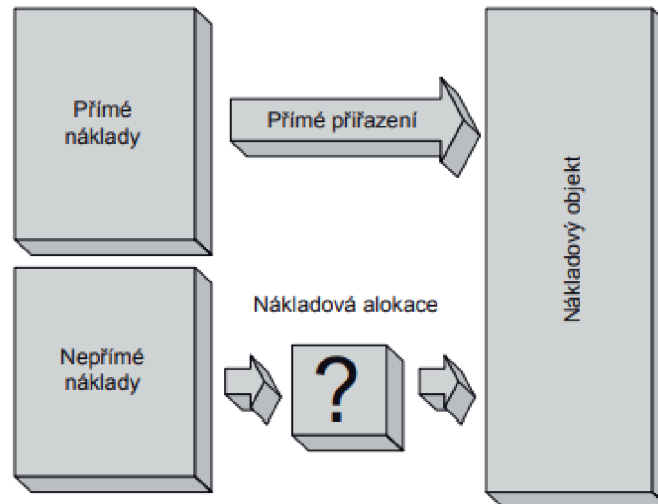 Přímé
náklady
Přímé přiřazení
Nákladový objekt
Nákladová alokace
Nepřímé
náklady
?